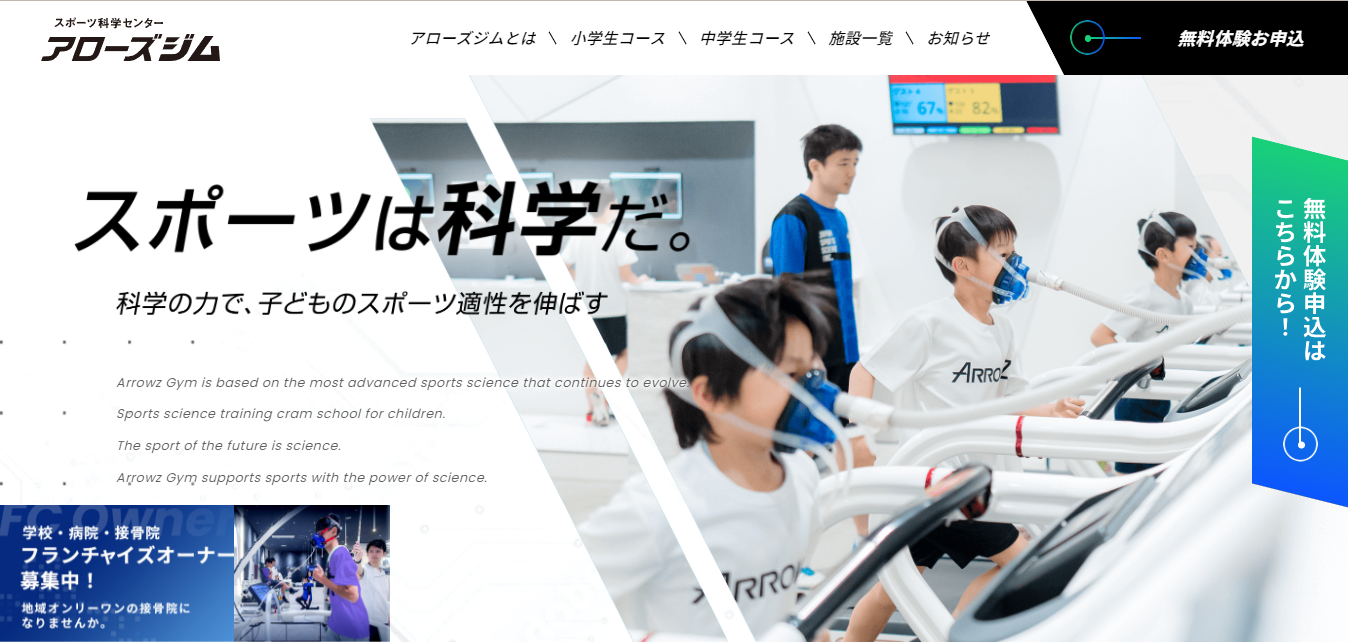 スポーツ科学センター
アローズジム
アローズジムとは \ 小学生コース \ 中学生コース \ 施設一覧 \ お知らせ
無料体験お申込
67%
82%
スポーツは科学だ。
科学の力で、子どものスポーツ適性を伸ばす
Arrowz Gym is based on the most advanced sports science that continues to evolve.
Sports science training cram school for children.
The sport of the future is science.
Arrowz Gym supports sports with the power of science.
無料体験申込は
こちらから！
ARRO
ARRO
FC Owner
学校・病院・接骨院
フランチャイズオーナー
募集中！
地域オンリーワンの接骨院に
なりませんか。